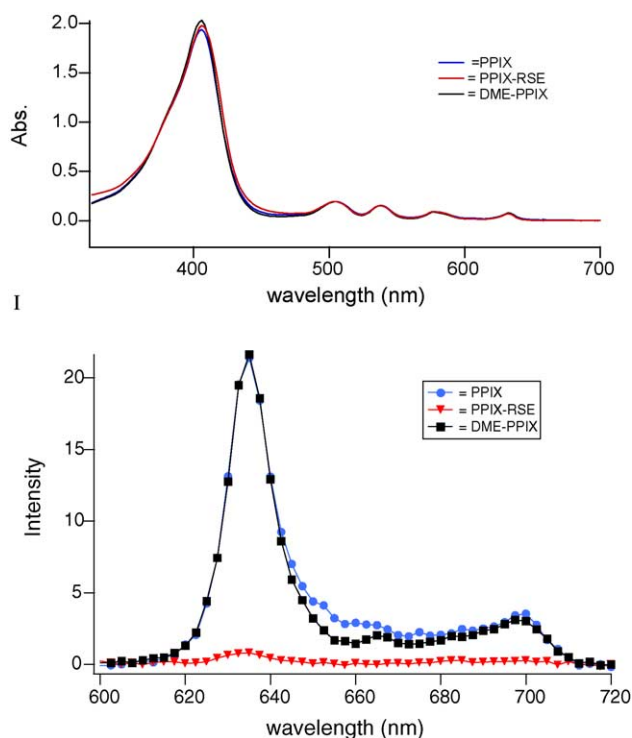 2.0
1.5
1.0
0.5
0.0
Abs.
=PPIX
= PPIX-RSE
= DME-PPIX
400 500 600 700
wavelength (nm)
I
20
15
10
5
0
Intensity
= PPIX
= PPIX-RSE
= DME-PPIX
600 620 640 660 680 700 720
wavelength (nm)